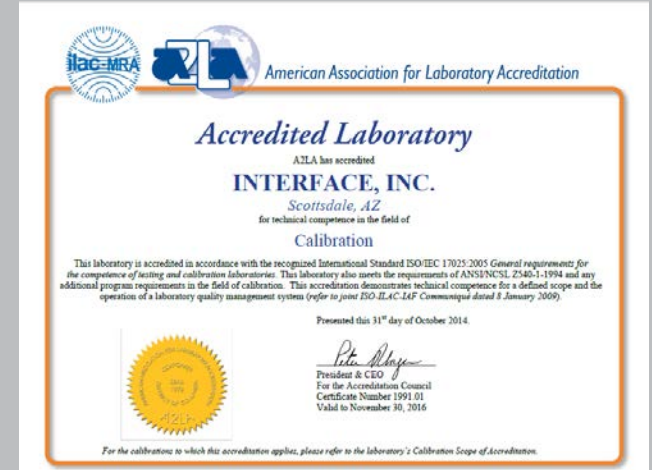 ilac-MRA
A2LA
American Association for Laboratory Accreditation
Accredited Laboratory
A2LA has accredited
INTERFACE, INC.
Scottsdale, AZ
for technical competence in the field of
Calibration
This laboratory is accredited in accordance with the recognized International Standard ISO/IEC 17025:2005 General requirements for
the competence of testing and calibration laboratories. This laboratory also meets the requirements of ANSI/NCSL Z540-1-1994 and any
additional program requirements in the field of calibration. This accreditation demonstrates technical competence for a defined scope and the
operation of a laboratory quality management system (refer to joint ISO-ILAC-IAF Communiqué dated 8 January 2009).
Presented this 31st day of October 2014.
President & CEO
For the Accreditation Council
Certificate Number 1991.01
Valid to November 30, 2016
A2LA
For the calibrations to which this accreditation applies, please refer to the laboratory's Calibration Scope of Accreditation.